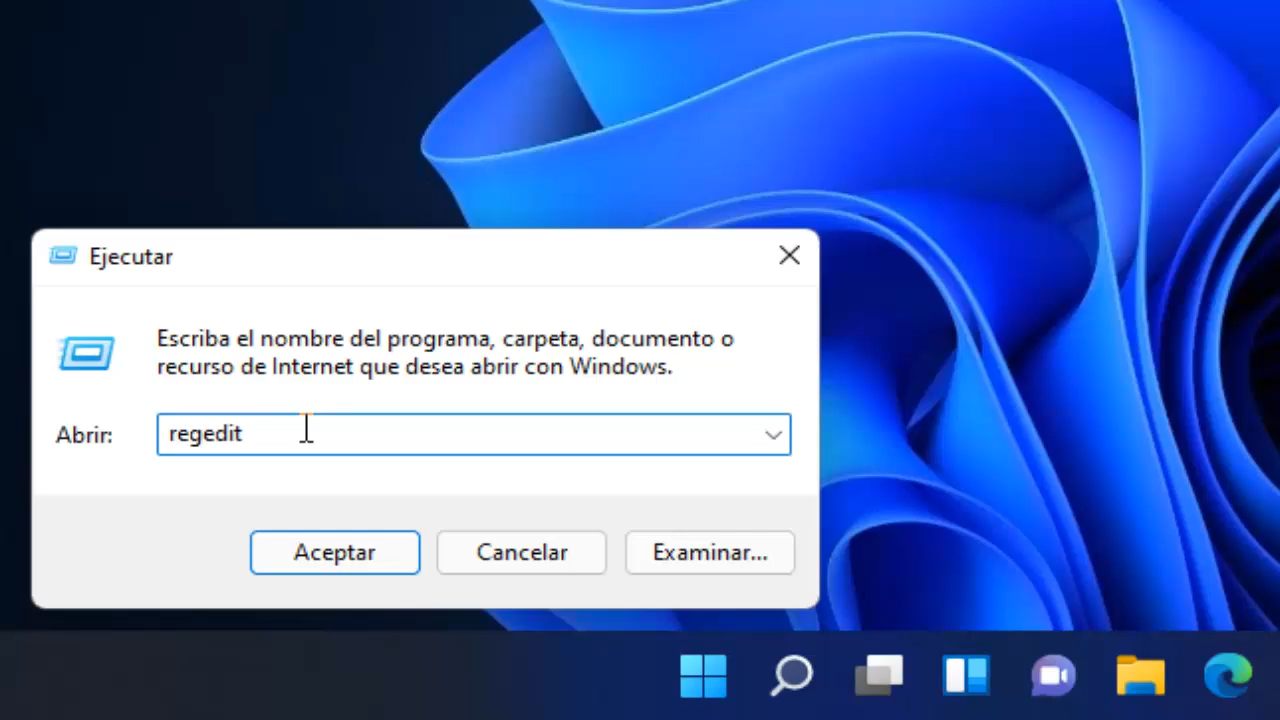 Ejecutar
Escriba el nombre del programa, carpeta, documento o
recurso de Internet que desea abrir con Windows.
Abrir:
regedit
Aceptar
Cancelar
Examinar...